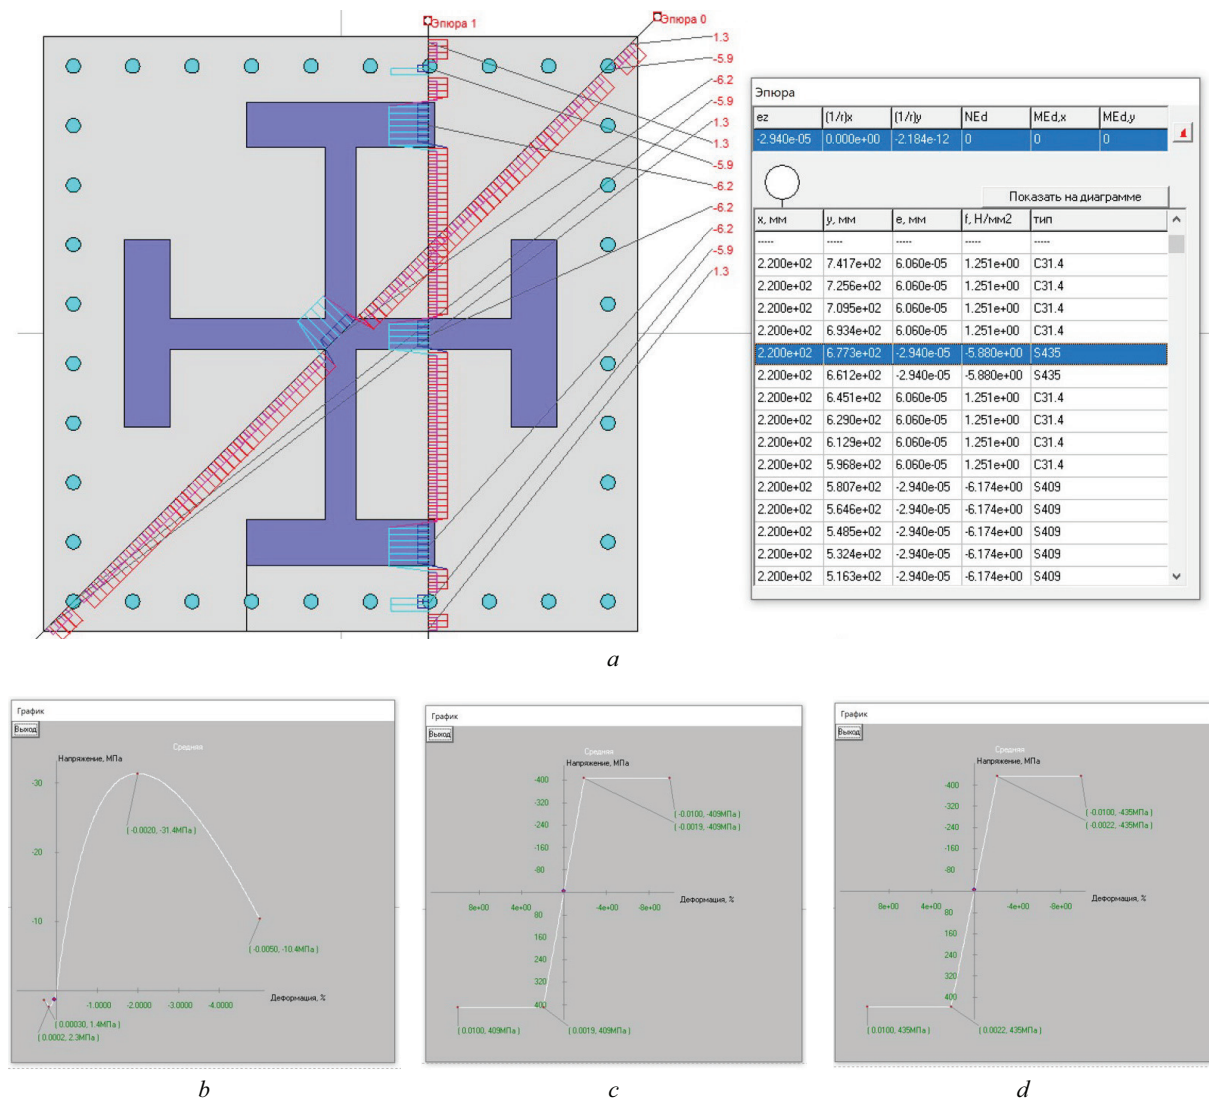 Эпюра 1
Эпюра 0
1.3
-5.9
-6.2
-5.9
1.3
1.3
-5.9
-6.2
-6.2
-6.2
-5.9
1.3
Эпюра
ez (1/r)x (1/r)y NEd MEd,x MEd,y
-2.940e-05 0.000e+00 -2.184e-12 0 0 0
Показать на диаграмме
x, мм y, мм e, мм f, Н/мм2 тип
----- ----- ----- ----- -----
2.200e+02 7.417e+02 6.060e-05 1.251e+00 C31.4
2.200e+02 7.256e+02 6.060e-05 1.251e+00 C31.4
2.200e+02 7.095e+02 6.060e-05 1.251e+00 C31.4
2.200e+02 6.934e+02 6.060e-05 1.251e+00 C31.4
2.200e+02 6.773e+02 -2.940e-05 -5.880e+00 S435
2.200e+02 6.612e+02 -2.940e-05 -5.880e+00 S435
2.200e+02 6.451e+02 6.060e-05 1.251e+00 C31.4
2.200e+02 6.290e+02 6.060e-05 1.251e+00 C31.4
2.200e+02 6.129e+02 6.060e-05 1.251e+00 C31.4
2.200e+02 5.968e+02 6.060e-05 1.251e+00 C31.4
2.200e+02 5.807e+02 -2.940e-05 -6.174e+00 S409
2.200e+02 5.646e+02 -2.940e-05 -6.174e+00 S409
2.200e+02 5.485e+02 -2.940e-05 -6.174e+00 S409
2.200e+02 5.324e+02 -2.940e-05 -6.174e+00 S409
2.200e+02 5.163e+02 -2.940e-05 -6.174e+00 S409
a
График
Выход
Средняя
Напряжение, МПа
-30
( -0.0020, -31.4МПа )
-20
-10
( -0.0050, -10.4МПа )
-1.0000 -2.0000 -3.0000 -4.0000
Деформация, %
( 0.00030, 1.4МПа )
( 0.0002, 2.3МПа )
b
График
Выход
Средняя
Напряжение, МПа
-400
-320
-240
-160
-80
( -0.0100, -409МПа )
( -0.0019, -409МПа )
Деформация, %
8e+00 4e+00 -4e+00 -8e+00
80
160
240
320
400
( 0.0100, 409МПа )
( 0.0019, 409МПа )
c
График
Выход
Средняя
Напряжение, МПа
-400
-320
-240
-160
-80
( -0.0100, -435МПа )
( -0.0022, -435МПа )
Деформация, %
8e+00 4e+00 -4e+00 -8e+00
80
160
240
320
400
( 0.0100, 435МПа )
( 0.0022, 435МПа )
d